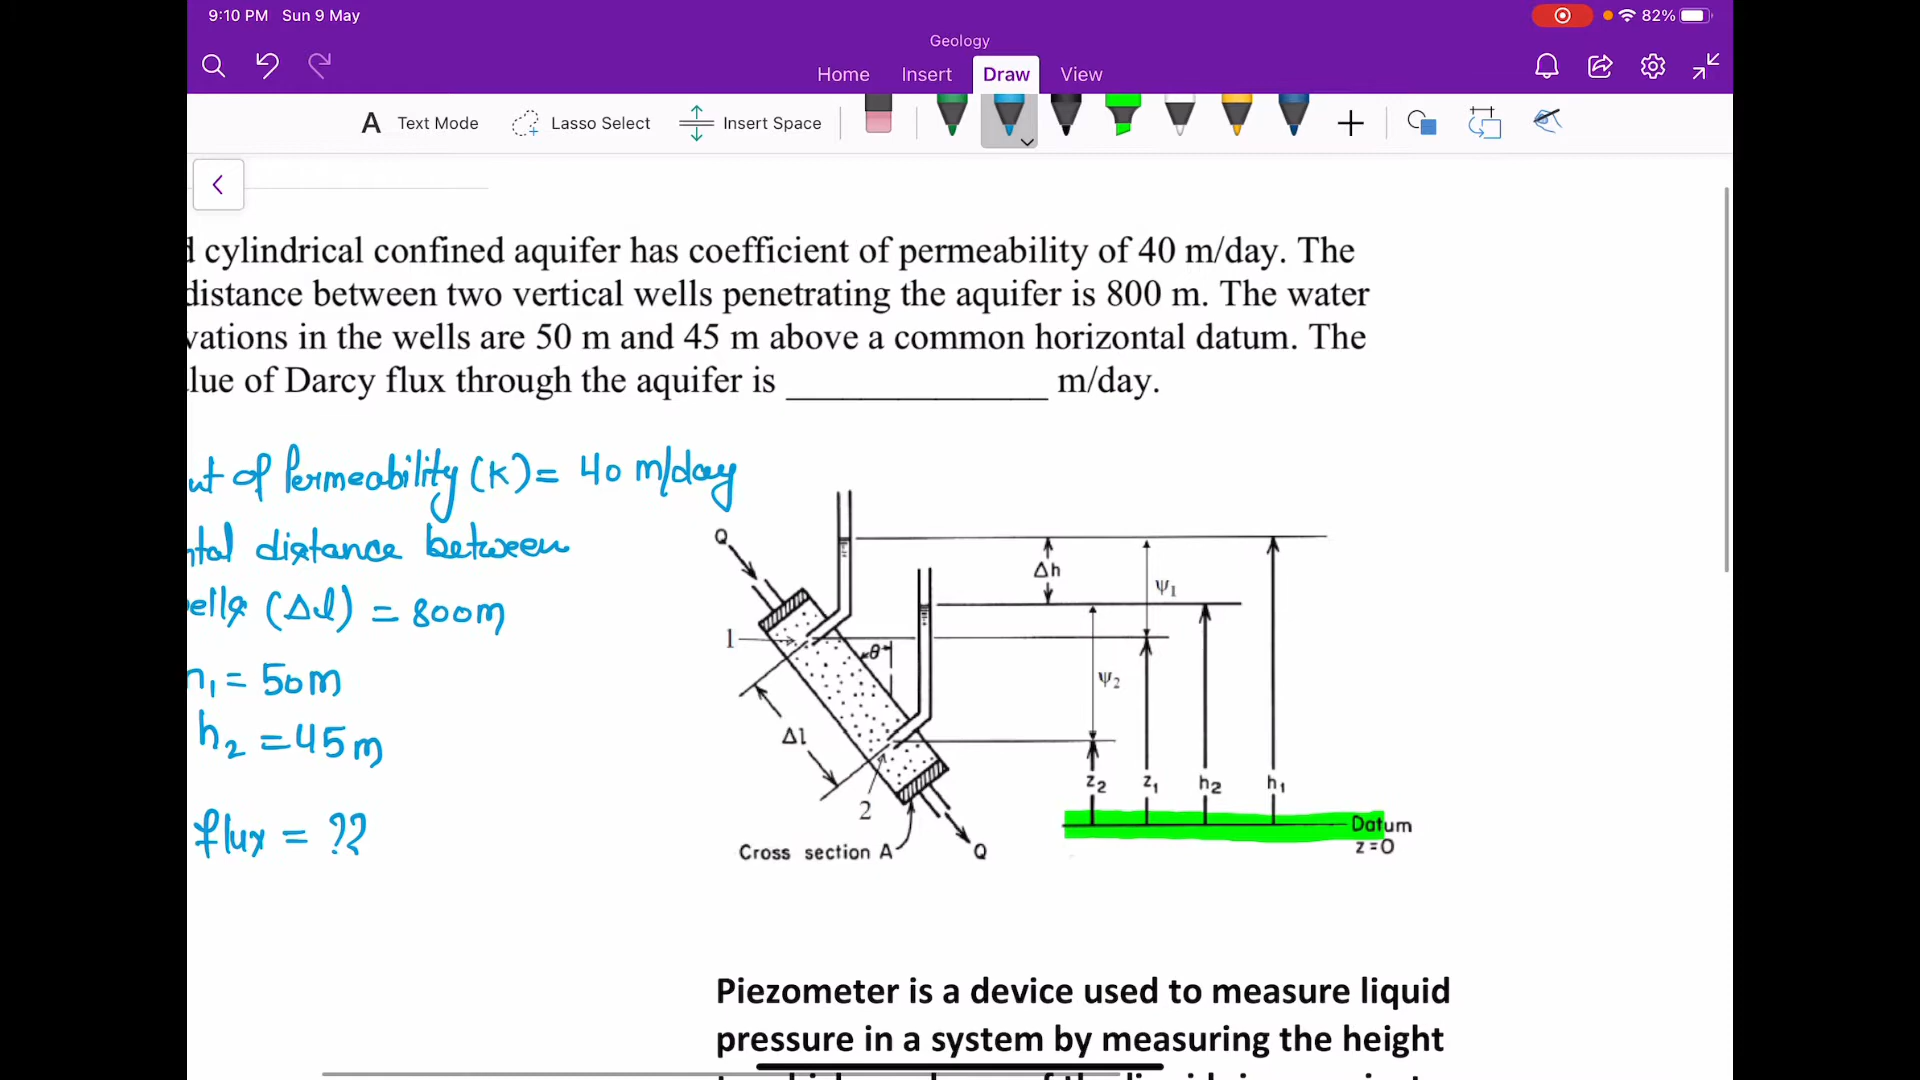 9:10 PM Sun 9 May
82%
Geology
Home Insert Draw View
A Text Mode Lasso Select Insert Space
cylindrical confined aquifer has coefficient of permeability of 40 m/day. The
distance between two vertical wells penetrating the aquifer is 800 m. The water
vations in the wells are 50 m and 45 m above a common horizontal datum. The
lue of Darcy flux through the aquifer is ______________ m/day.
of Permeability (K) = 40 m/day
ntal distance between
ells (Δl) = 800m
h₁ = 50m
h₂ = 45m
flux = ??
Q
Δh
ψ₁
1
θ
ψ₂
Δl
z₂ z₁ h₂ h₁
2
Datum
z=0
Cross section A
Q
Piezometer is a device used to measure liquid
pressure in a system by measuring the height